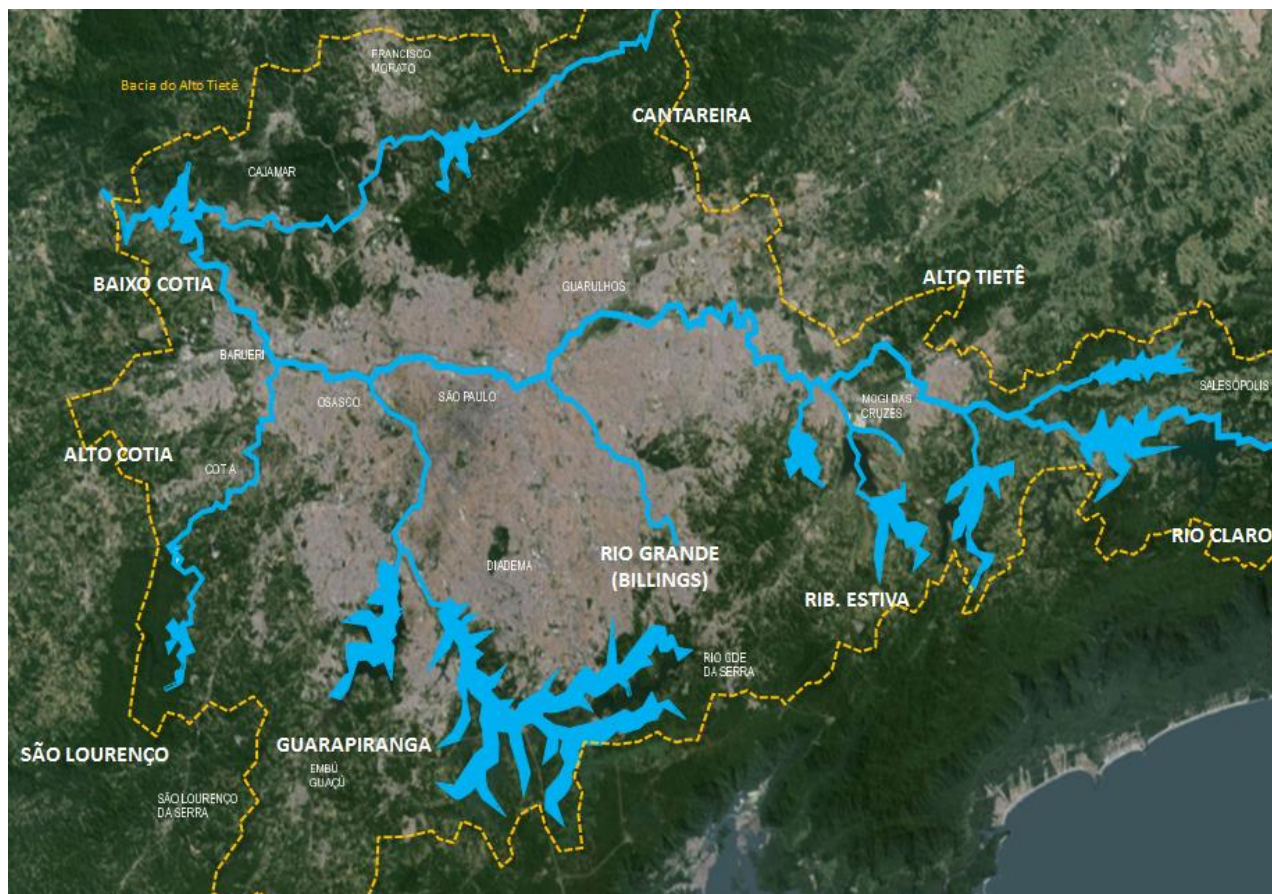 FRANCISCO
MORATO
Bacia do Alto Tietê
CANTAREIRA
CAJAMAR
BAIXO COTIA
GUARULHOS
ALTO TIETÊ
BARUERI
OSASCO
SÃO PAULO
MOGI DAS
CRUZES
SALESÓPOLIS
ALTO COTIA
COTIA
RIO CLARO
DIADEMA
RIO GRANDE
(BILLINGS)
RIB. ESTIVA
RIO GDE
DA SERRA
SÃO LOURENÇO
GUARAPIRANGA
EMBÚ
GUAÇÚ
SÃO LOURENÇO
DA SERRA